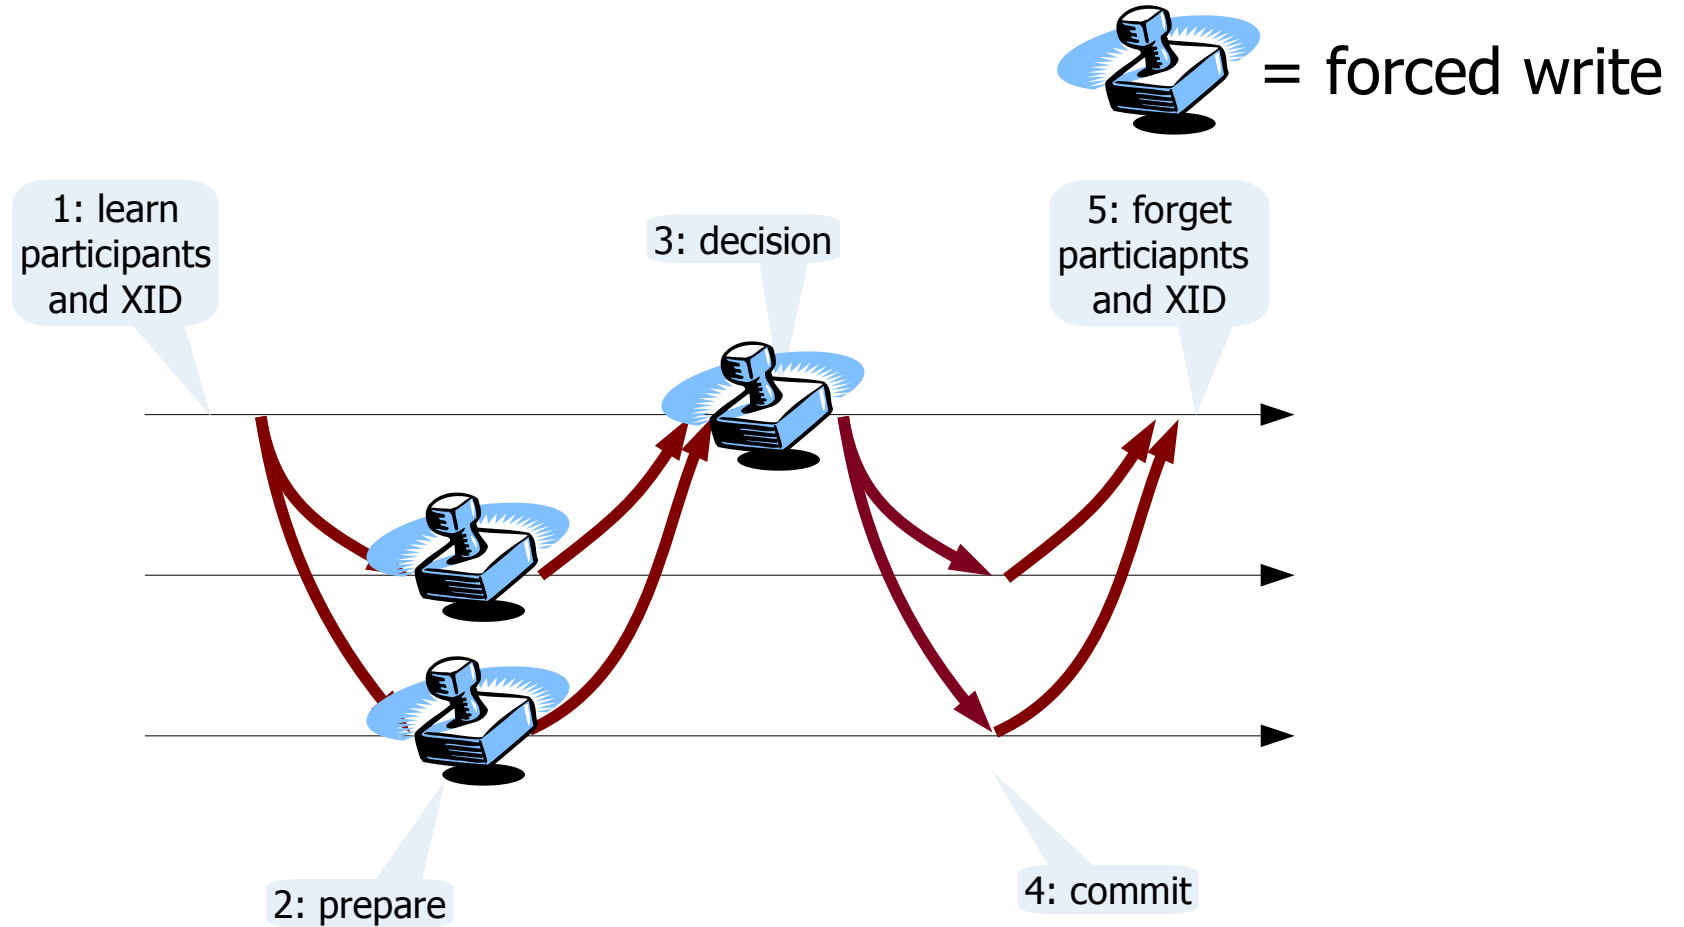 = forced write
1: learn
participants
and XID
3: decision
5: forget
particiapnts
and XID
2: prepare
4: commit